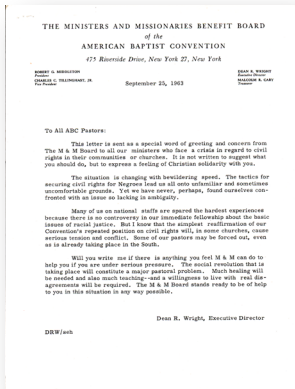 THE MINISTERS AND MISSIONARIES BENEFIT BOARD
of the
AMERICAN BAPTIST CONVENTION
475 Riverside Drive, New York 27, New York
ROBERT G. MIDDLETON
President
CHARLES C. TILLINGHAST, JR.
Vice President
DEAN R. WRIGHT
Executive Director
MALCOLM R. CARY
Treasurer
September 25, 1963
To All ABC Pastors:
This letter is sent as a special word of greeting and concern from
The M & M Board to all our ministers who face a crisis in regard to civil
rights in their communities or churches. It is not written to suggest what
you should do, but to express a feeling of Christian solidarity with you.
The situation is changing with bewildering speed. The tactics for
securing civil rights for Negroes lead us all onto unfamiliar and sometimes
uncomfortable grounds. Yet we have never, perhaps, found ourselves con-
fronted with an issue so lacking in ambiguity.
Many of us on national staffs are spared the hardest experiences
because there is no controversy in our immediate fellowship about the basic
issues of racial justice. But I know that the simplest reaffirmation of our
Convention's repeated position on civil rights will, in some churches, cause
serious tension and conflict. Some of our pastors may be forced out, even
as is already taking place in the South.
Will you write me if there is anything you feel M & M can do to
help you if you are under serious pressure. The social revolution that is
taking place will constitute a major pastoral problem. Much healing will
be needed and also much teaching--and a willingness to live with real dis-
agreements will be required. The M & M Board stands ready to be of help
to you in this situation in any way possible.
Dean R. Wright, Executive Director
DRW/seh